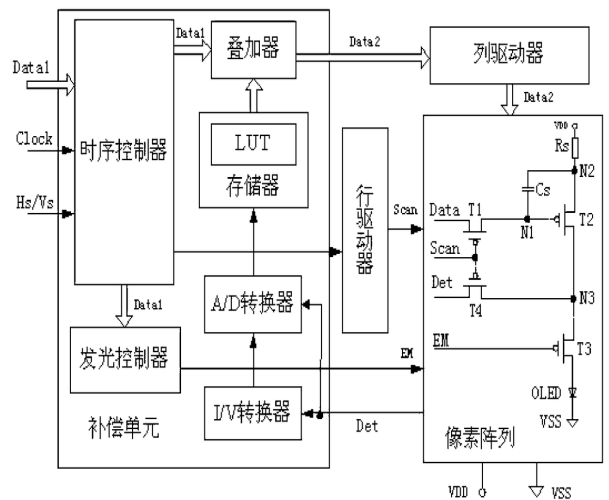 Data1
叠加器
Data2
列驱动器
Data1
Data2
VDD
Rs
时序控制器
Clock
LUT
存储器
行驱动器
N2
Cs
Scan
Data
T1
T2
Hs/Vs
N1
Scan
Det
A/D转换器
T4
N3
Data1
发光控制器
EM
EM
T3
OLED
I/V转换器
VSS
补偿单元
Det
像素阵列
VDD
VSS